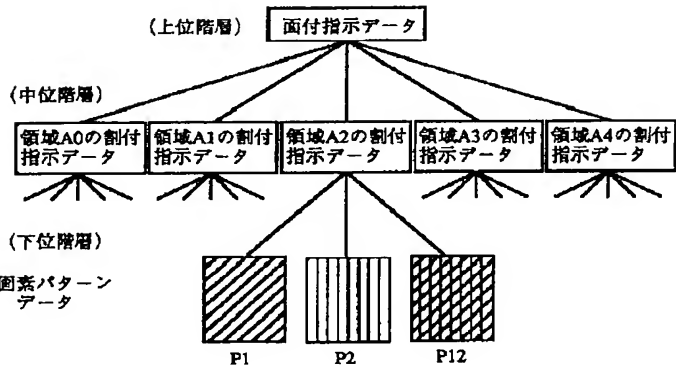 (上位階層)
面付指示データ
(中位階層)
領域A0の割付
指示データ
領域A1の割付
指示データ
領域A2の割付
指示データ
領域A3の割付
指示データ
領域A4の割付
指示データ
(下位階層)
画素パターン
データ
P1
P2
P12